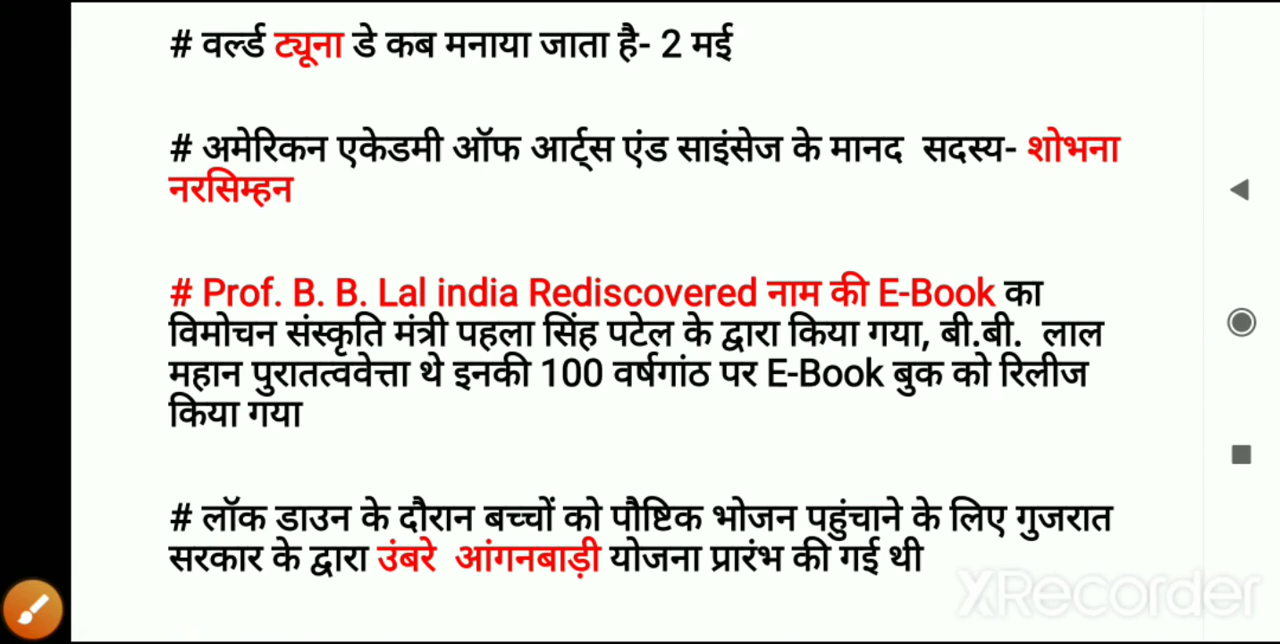 # वर्ल्ड ट्यूना डे कब मनाया जाता है- 2 मई
# अमेरिकन एकेडमी ऑफ आर्ट्स एंड साइंसेज के मानद सदस्य- शोभना
नरसिम्हन
# Prof. B. B. Lal india Rediscovered नाम की E-Book का
विमोचन संस्कृति मंत्री पहला सिंह पटेल के द्वारा किया गया, बी.बी. लाल
महान पुरातत्ववेत्ता थे इनकी 100 वर्षगांठ पर E-Book बुक को रिलीज
किया गया
# लॉक डाउन के दौरान बच्चों को पौष्टिक भोजन पहुंचाने के लिए गुजरात
सरकार के द्वारा उंबरे आंगनबाड़ी योजना प्रारंभ की गई थी
XRecorder